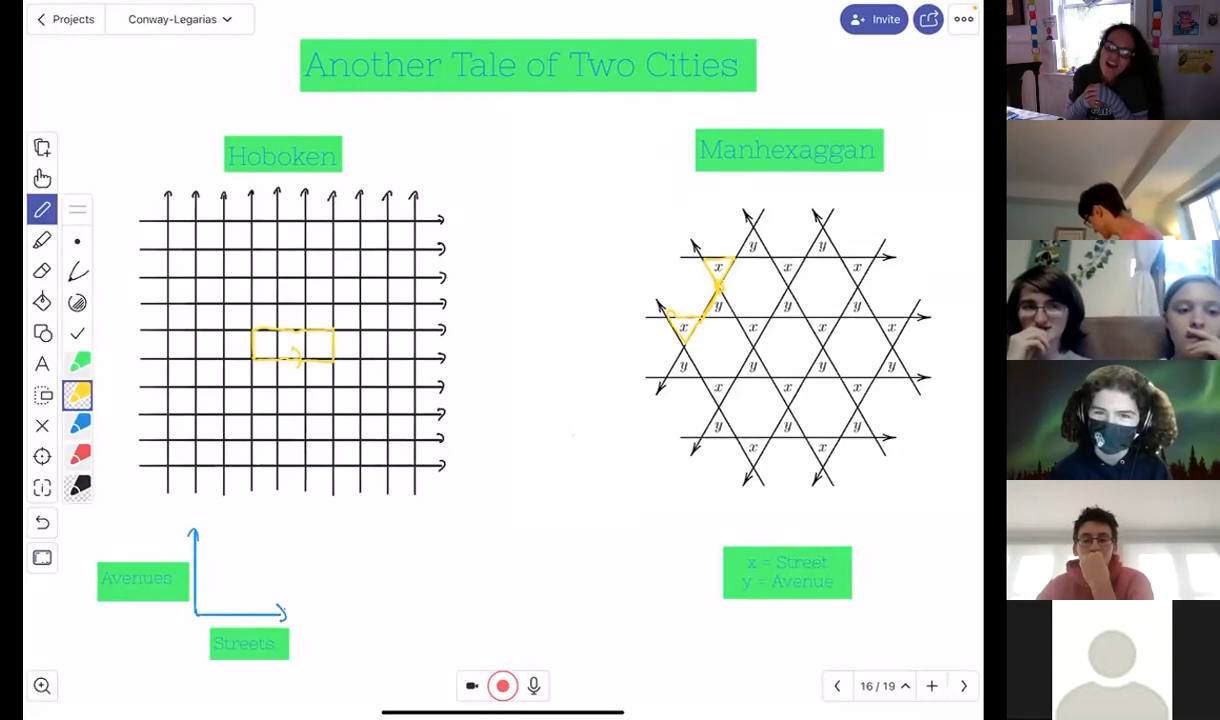 Projects
Conway-Legarias
Invite
Another Tale of Two Cities
Hoboken
Manhexaggan
y y
x x x
y
x x x x
y y y y
x x x
y y y
x x
x = Street
y = Avenue
Avenues
Streets
16 / 19